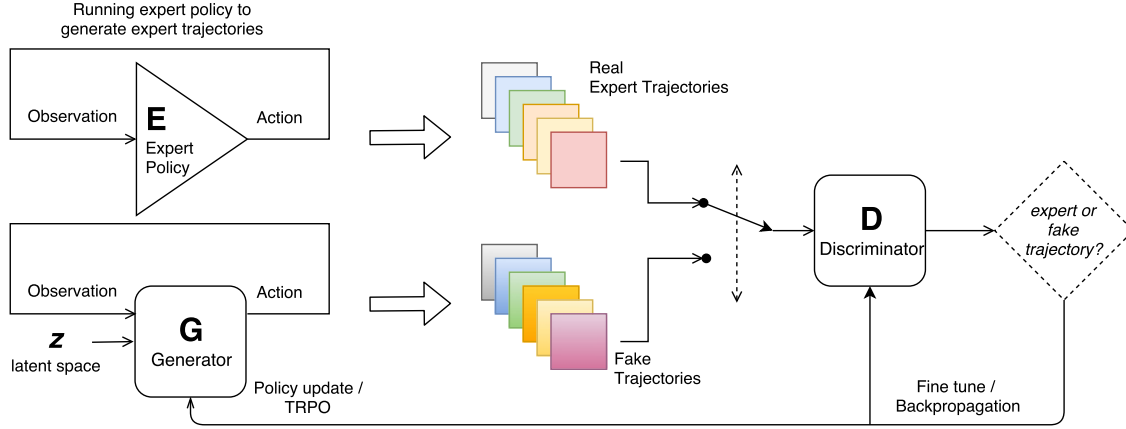 Running expert policy to
generate expert trajectories
Observation
E
Expert
Policy
Action
Real
Expert Trajectories
Observation
Action
z
latent space
G
Generator
Policy update /
TRPO
Fake
Trajectories
D
Discriminator
expert or
fake
trajectory?
Fine tune /
Backpropagation